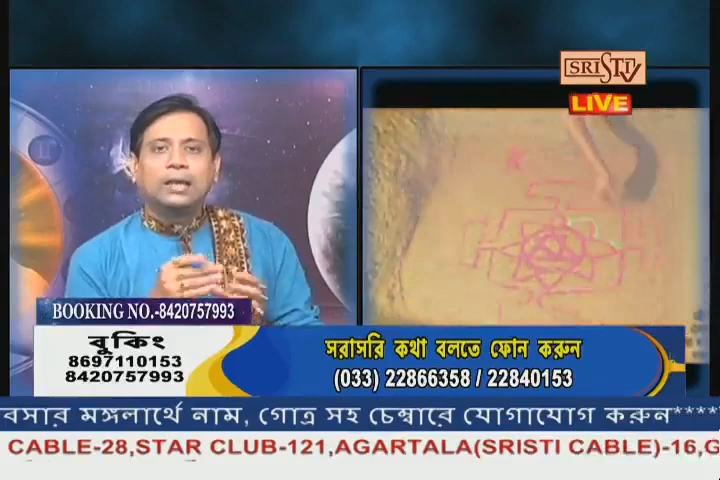 SRISTI TV
LIVE
BOOKING NO.-8420757993
বুকিং
8697110153
8420757993
সরাসরি কথা বলতে ফোন করুন
(033) 22866358 / 22840153
বসার মঙ্গলার্থে নাম, গোত্র সহ চেম্বারে যোগাযোগ করুন****
CABLE-28,STAR CLUB-121,AGARTALA(SRISTI CABLE)-16,G